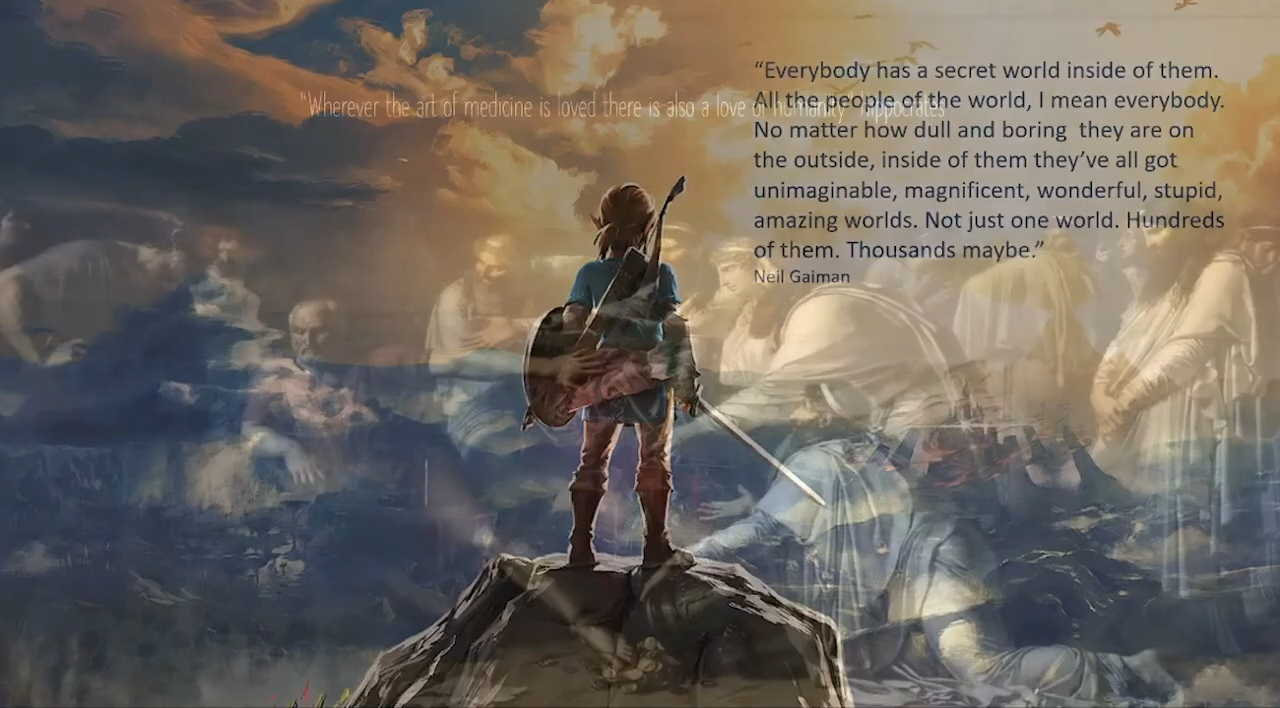 “Wherever the art of medicine is loved there is also a love of humanity” hippocrates
“Everybody has a secret world inside of them.
All the people of the world, I mean everybody.
No matter how dull and boring  they are on
the outside, inside of them they’ve all got
unimaginable, magnificent, wonderful, stupid,
amazing worlds. Not just one world. Hundreds
of them. Thousands maybe.”
Neil Gaiman